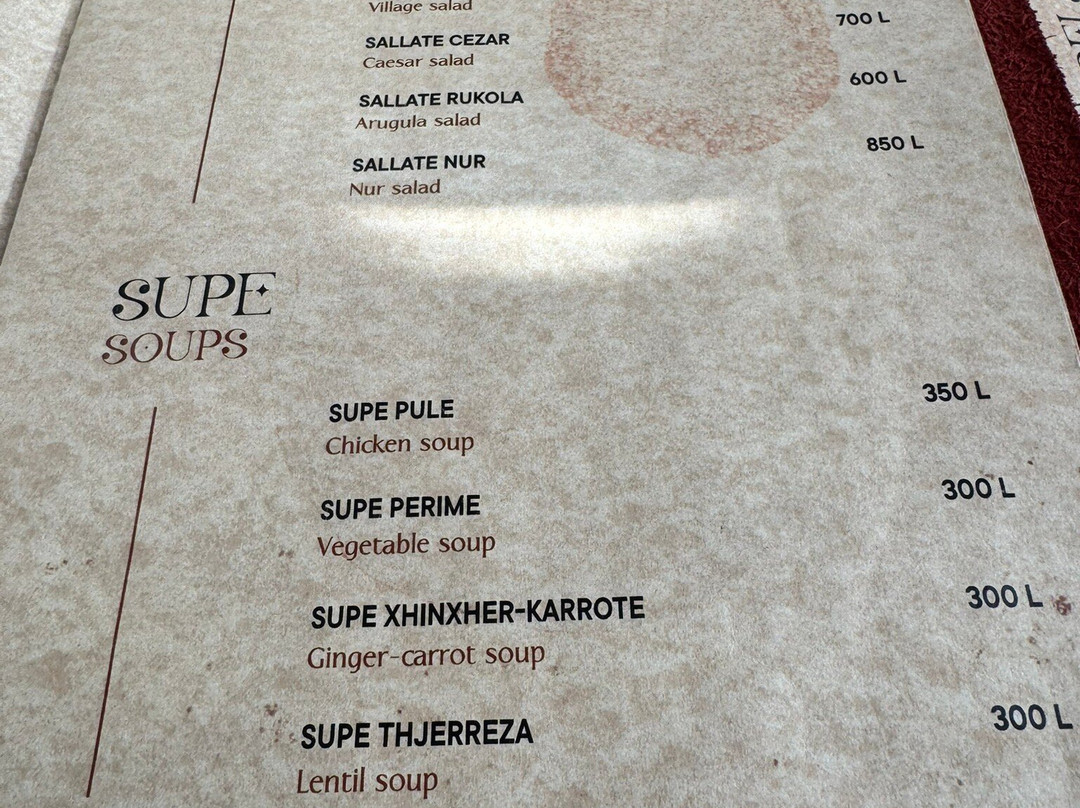 Village salad
700 L
SALLATE CEZAR
Caesar salad
600 L
SALLATE RUKOLA
Arugula salad
850 L
SALLATE NUR
Nur salad
SUPE
SOUPS
SUPE PULE
350 L
Chicken soup
SUPE PERIME
300 L
Vegetable soup
SUPE XHINXHER-KARROTE
300 L
Ginger-carrot soup
SUPE THJERREZA
300 L
Lentil soup